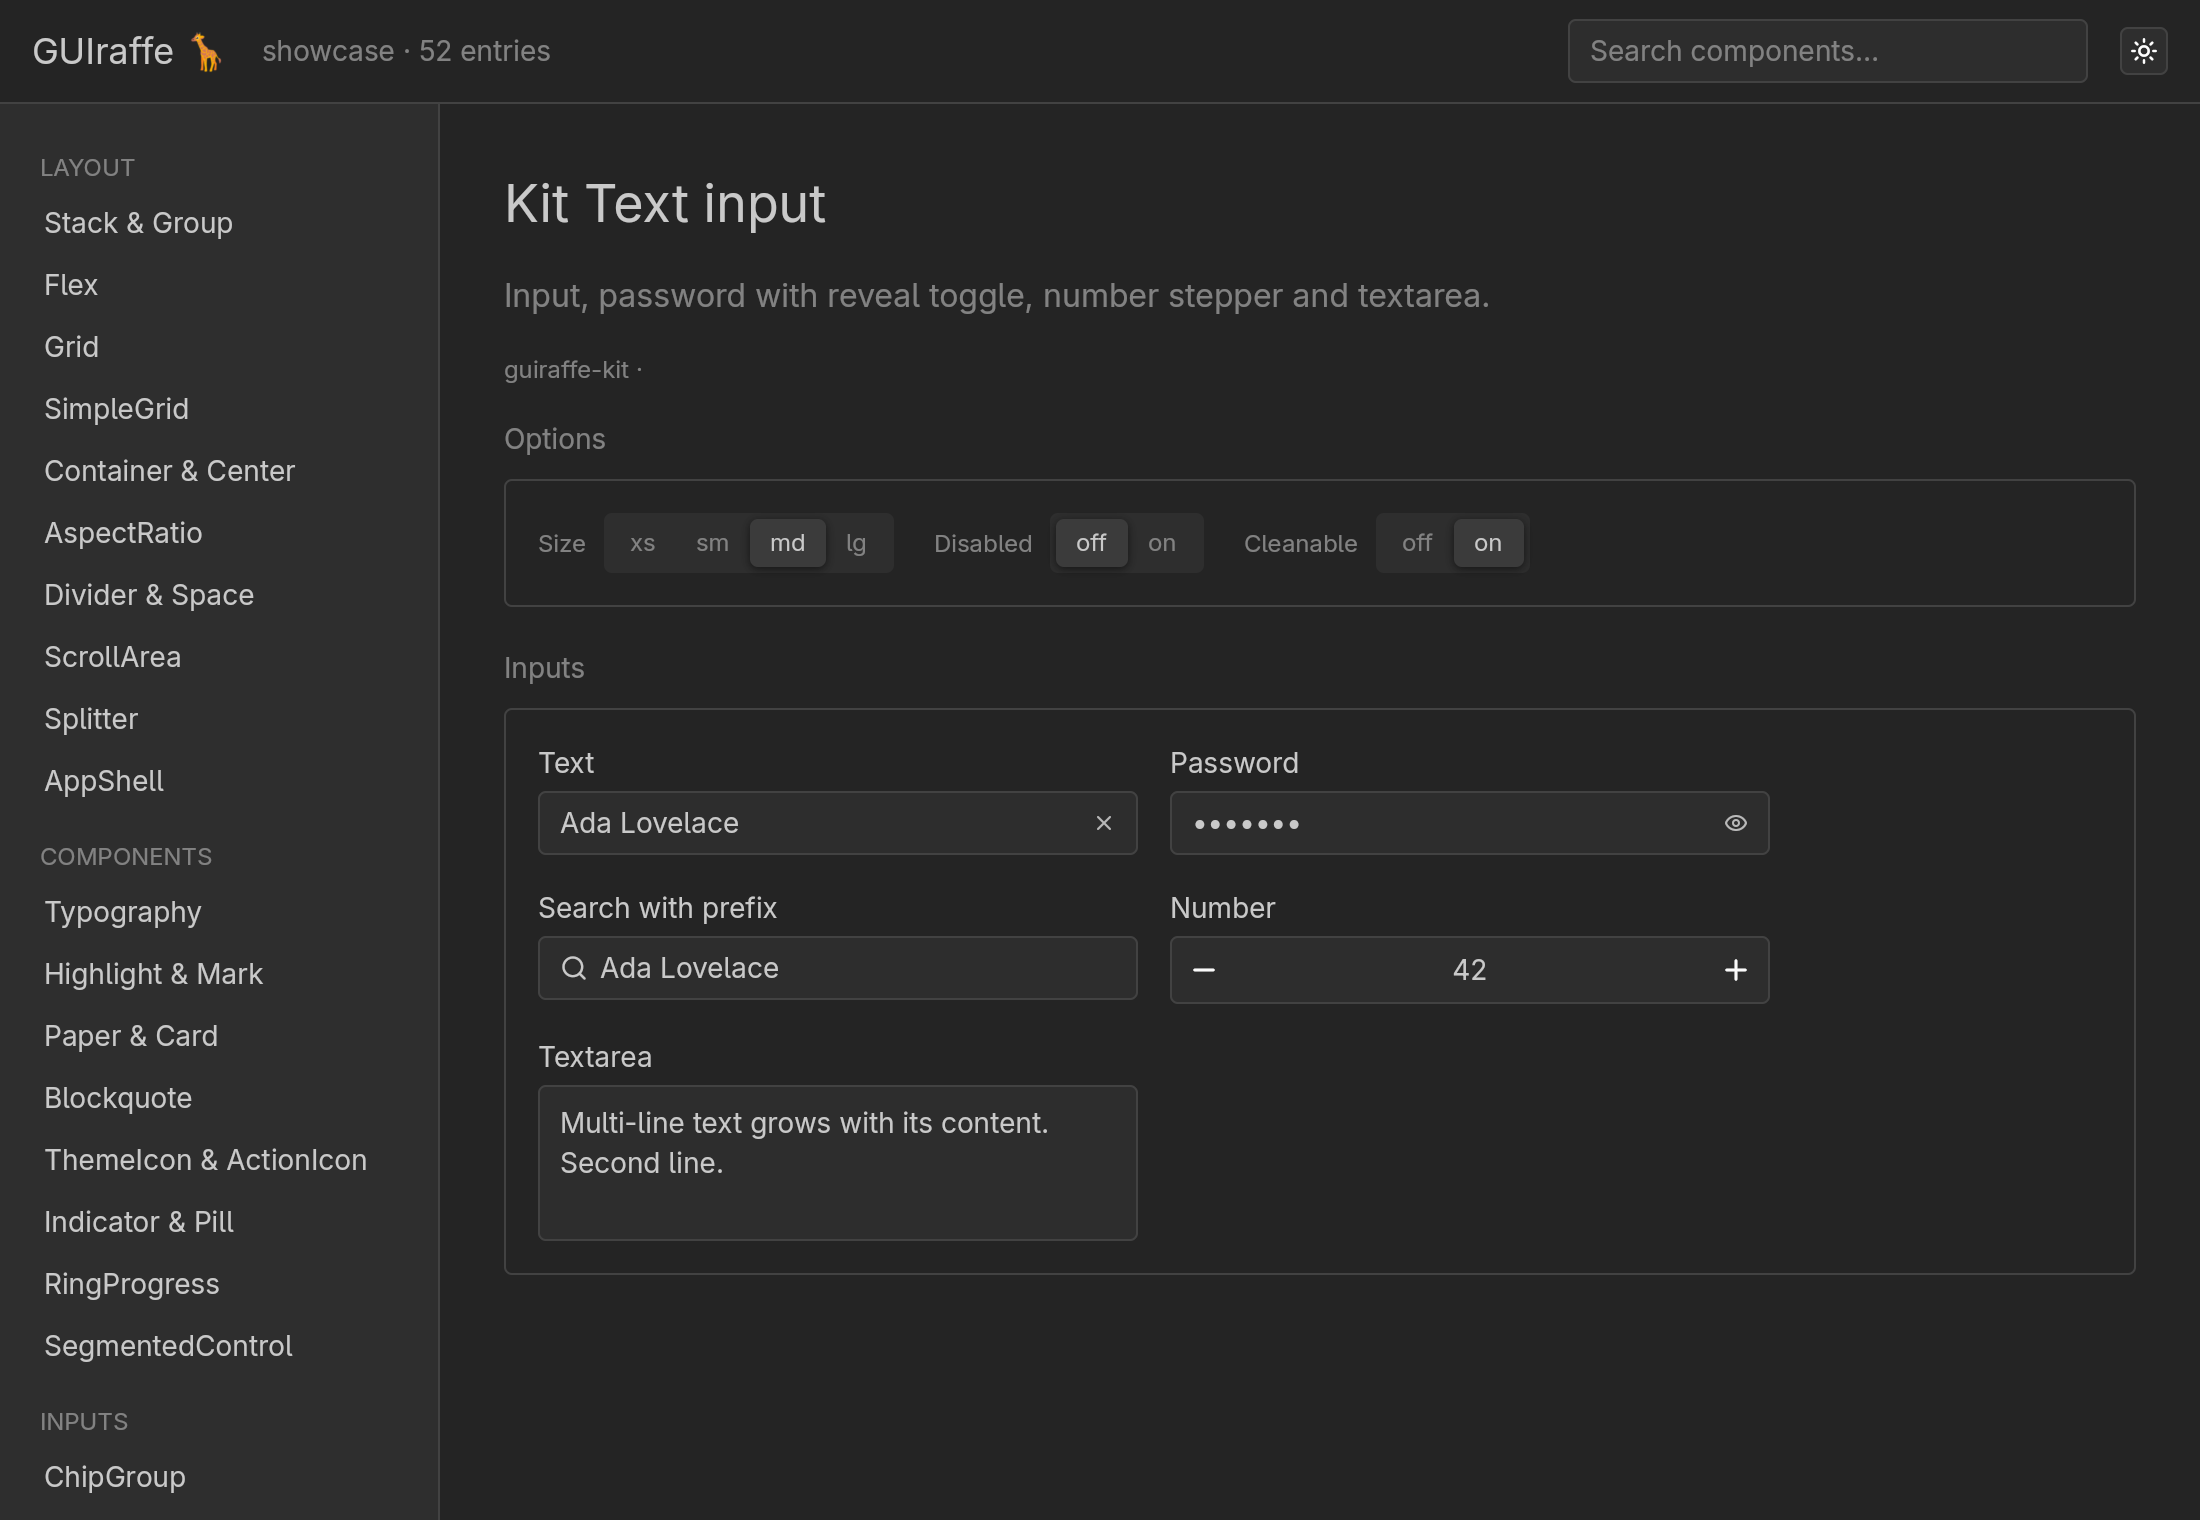 GUIraffe 🦒 showcase · 52 entries
Search components...
LAYOUT
Stack & Group
Flex
Grid
SimpleGrid
Container & Center
AspectRatio
Divider & Space
ScrollArea
Splitter
AppShell
COMPONENTS
Typography
Highlight & Mark
Paper & Card
Blockquote
ThemeIcon & ActionIcon
Indicator & Pill
RingProgress
SegmentedControl
INPUTS
ChipGroup
Kit Text input
Input, password with reveal toggle, number stepper and textarea.
guiraffe-kit ·
Options
Size xs sm md lg Disabled off on Cleanable off on
Inputs
Text
Ada Lovelace
Password
•••••••
Search with prefix
Ada Lovelace
Number
42
Textarea
Multi-line text grows with its content.
Second line.